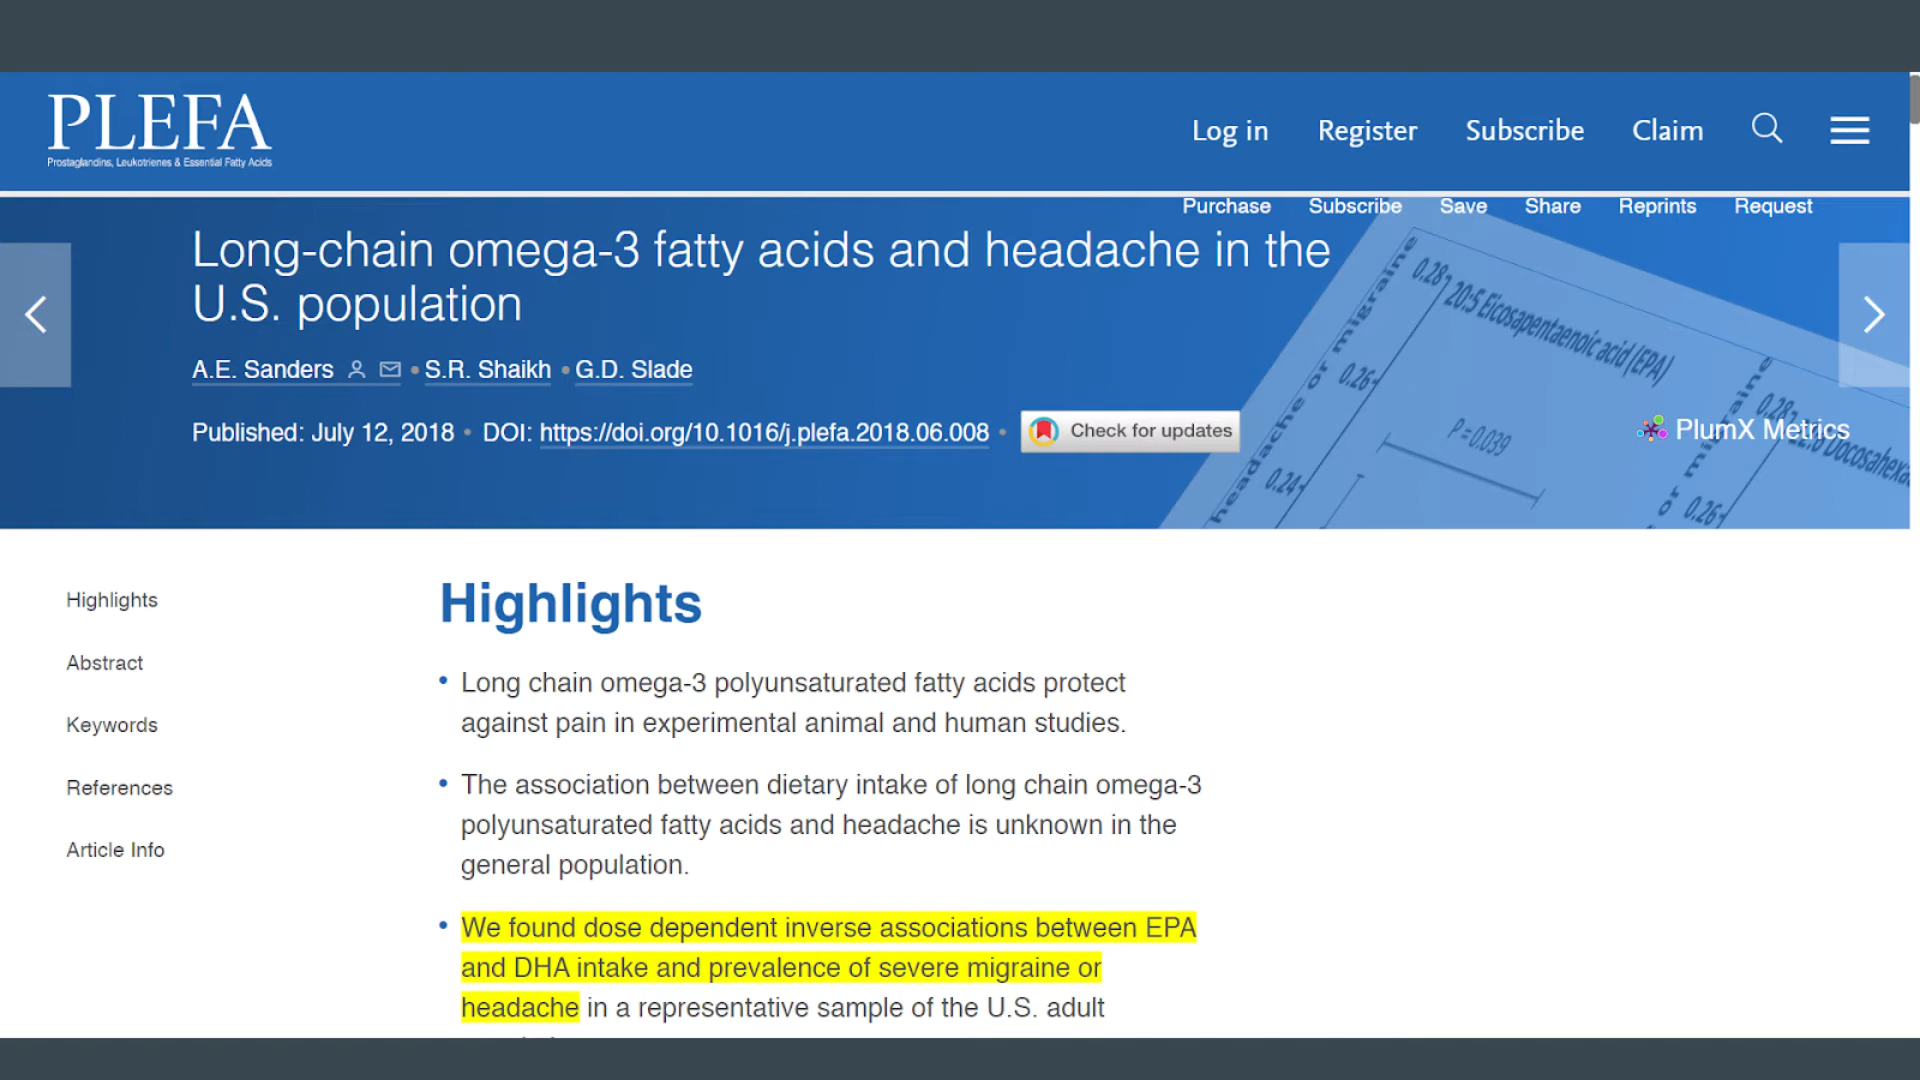 PLEFA
Prostaglandins, Leukotrienes & Essential Fatty Acids
Log in
Register
Subscribe
Claim
Purchase
Subscribe
Save
Share
Reprints
Request
Long-chain omega-3 fatty acids and headache in the
U.S. population
A.E. Sanders • S.R. Shaikh • G.D. Slade
Published: July 12, 2018 • DOI: https://doi.org/10.1016/j.plefa.2018.06.008 •
Check for updates
PlumX Metrics
headache or migraine
0.28
0.26
0.24
20:5 Eicosapentaenoic acid (EPA)
P=0.039
or migraine
0.28
0.26
Highlights
Abstract
Keywords
References
Article Info
Highlights
• Long chain omega-3 polyunsaturated fatty acids protect
against pain in experimental animal and human studies.
• The association between dietary intake of long chain omega-3
polyunsaturated fatty acids and headache is unknown in the
general population.
• We found dose dependent inverse associations between EPA
and DHA intake and prevalence of severe migraine or
headache in a representative sample of the U.S. adult